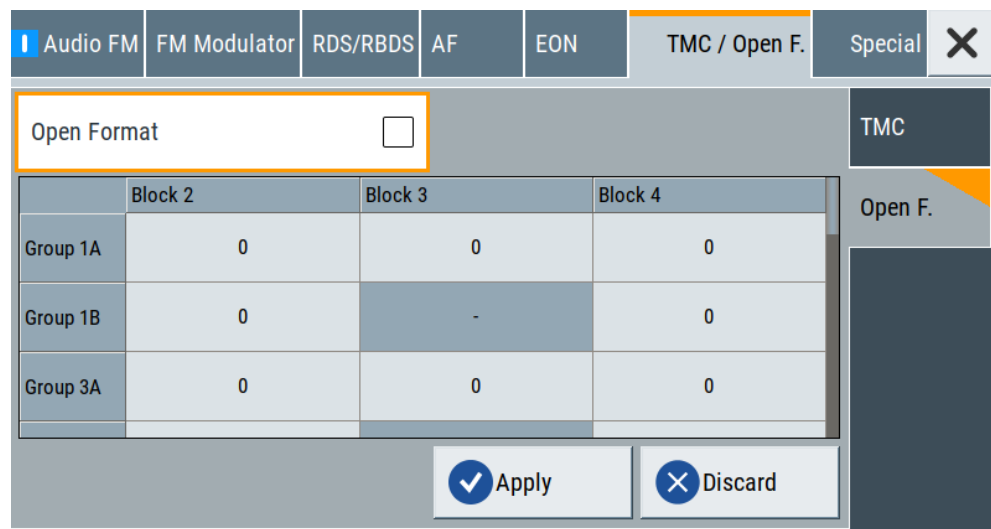 Audio FM FM Modulator RDS/RBDS AF EON TMC / Open F. Special
Open Format
TMC
Open F.
Block 2 Block 3 Block 4
Group 1A 0 0 0
Group 1B 0 - 0
Group 3A 0 0 0
Apply Discard